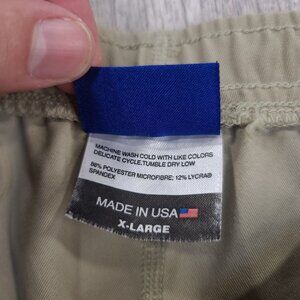 MACHINE WASH COLD WITH LIKE COLORS
DELICATE CYCLE.TUMBLE DRY LOW
88% POLYESTER MICROFIBRE; 12% LYCRA®
SPANDEX
MADE IN USA
X-LARGE